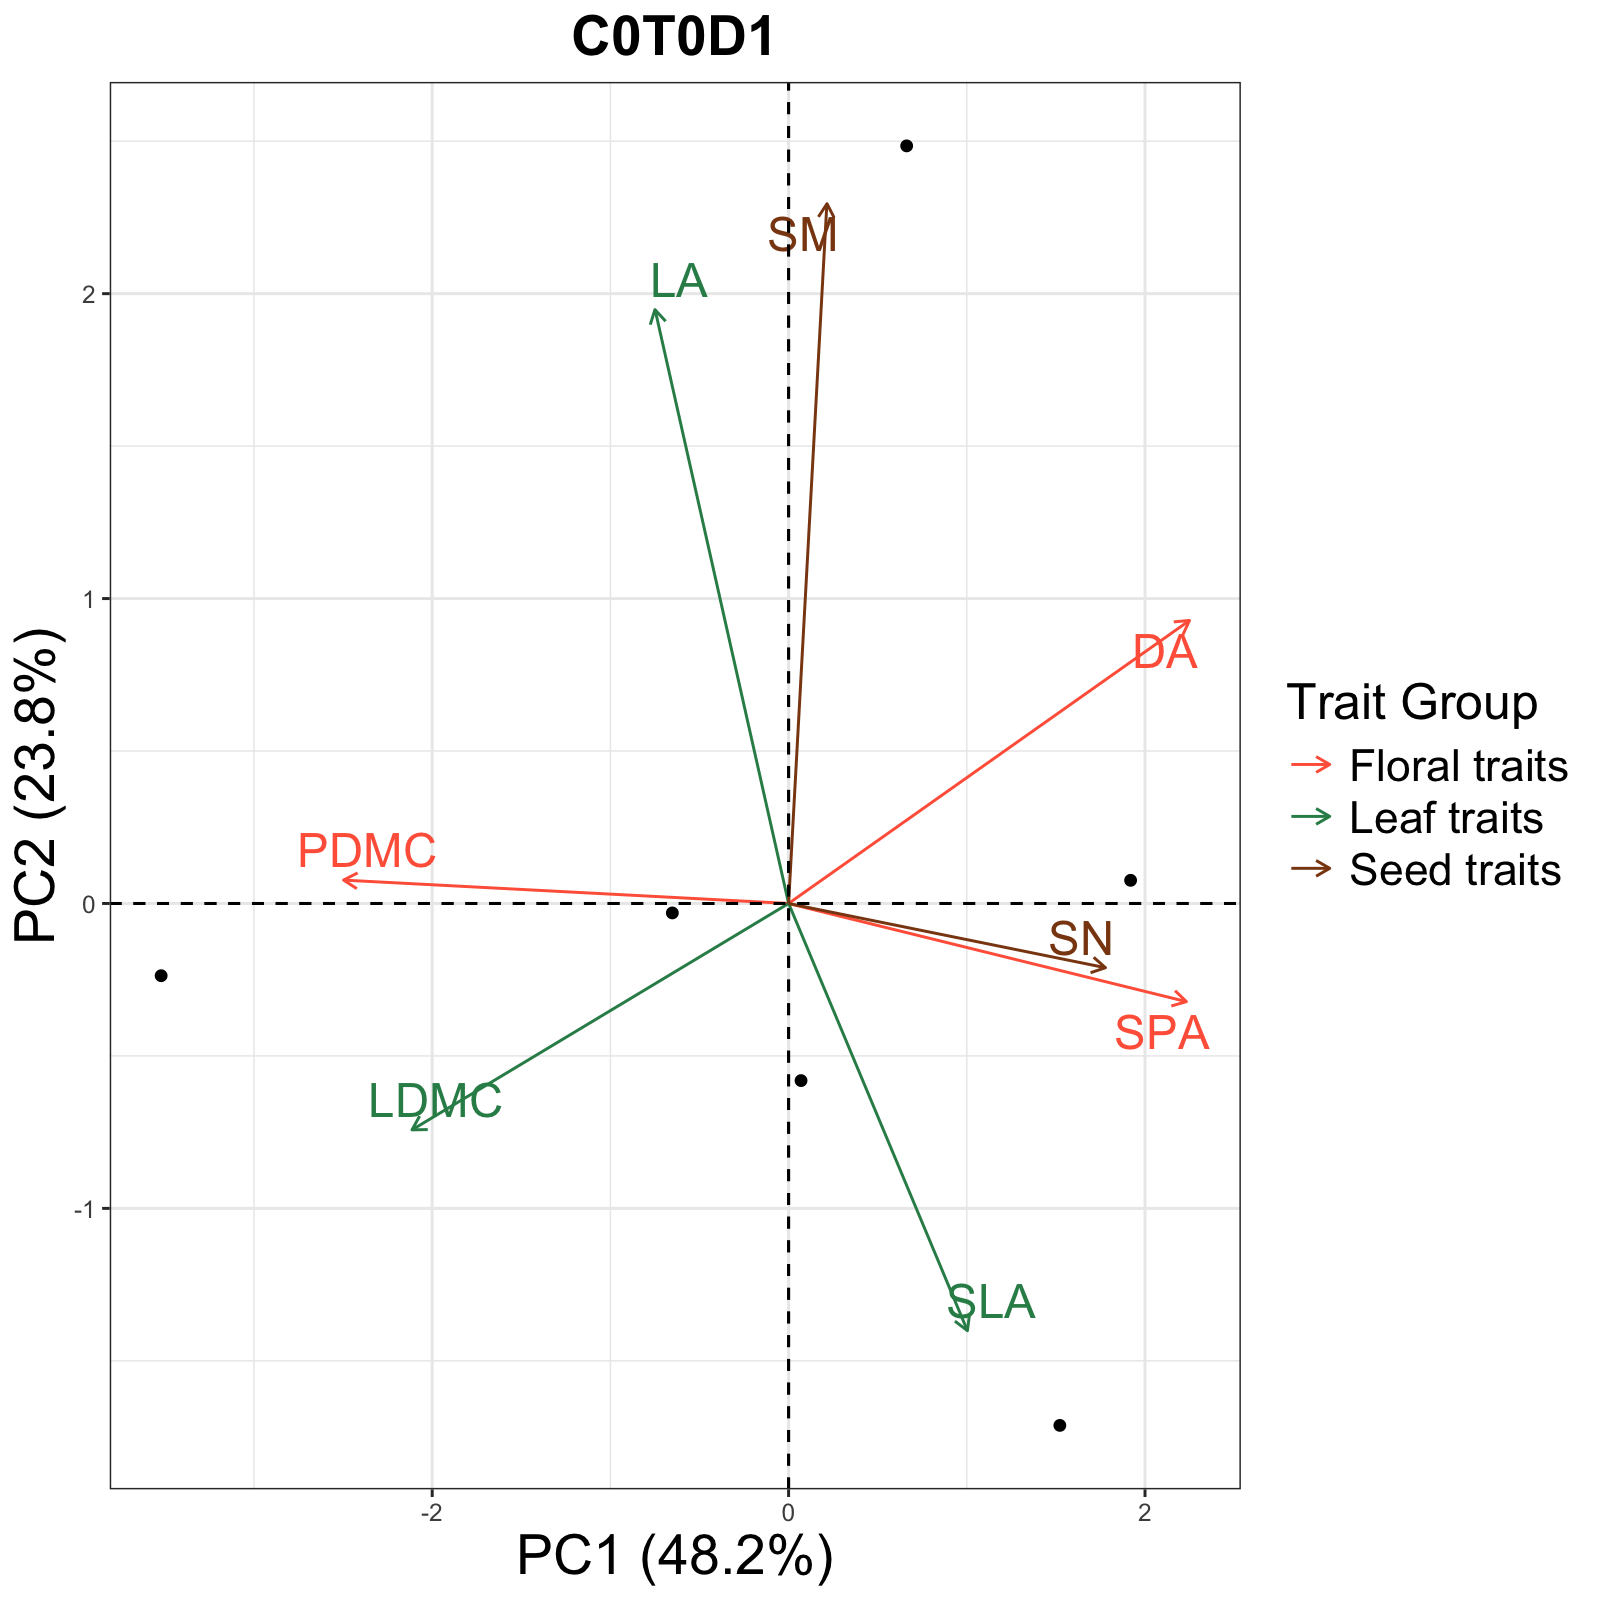 C0T0D1
SM
LA
2
1
DA
PDMC
0
SN
SPA
LDMC
-1
SLA
-2
0
2
PC1 (48.2%)
PC2 (23.8%)
Trait Group
Floral traits
Leaf traits
Seed traits